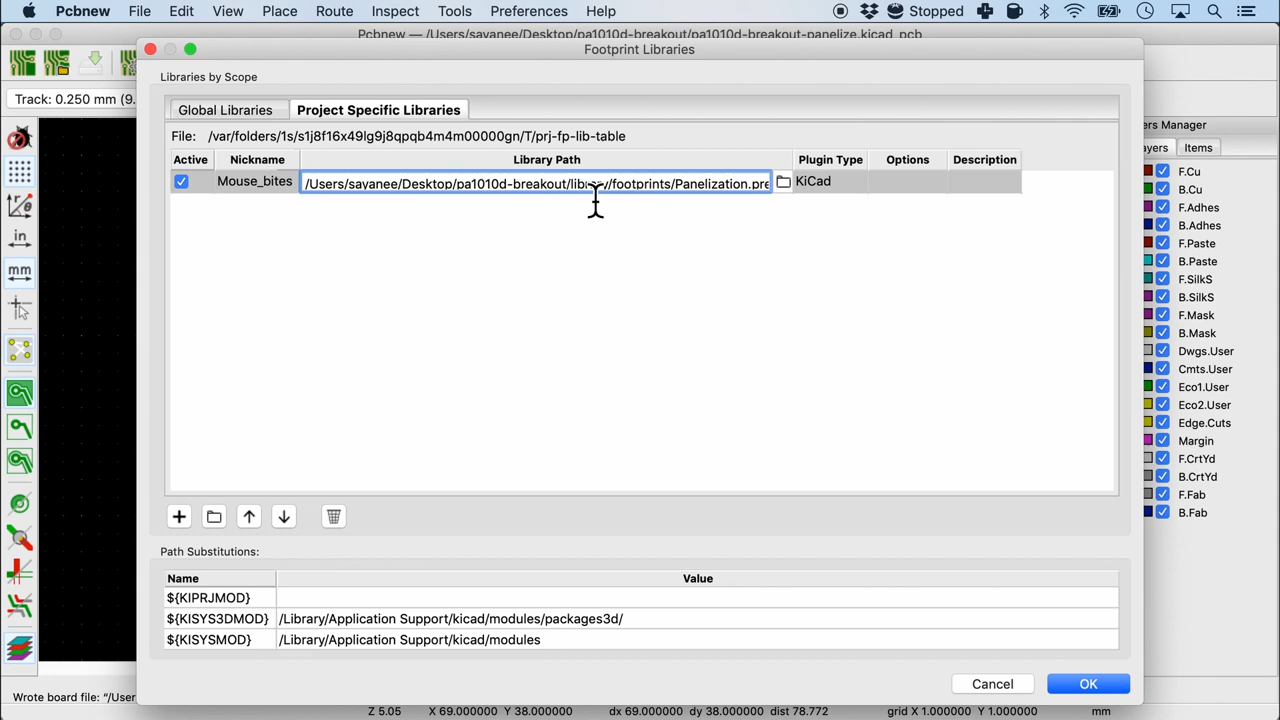 Pcbnew File Edit View Place Route Inspect Tools Preferences Help Stopped
Pcbnew — /Users/sayanee/Desktop/pa1010d-breakout/pa1010d-breakout-panelize.kicad_pcb
Footprint Libraries
Libraries by Scope
Track: 0.250 mm (9.
Global Libraries Project Specific Libraries
ers Manager
File: /var/folders/1s/s1j8f16x49lg9j8qpqb4m4m00000gn/T/prj-fp-lib-table
ayers Items
Active Nickname Library Path Plugin Type Options Description
Mouse_bites /Users/sayanee/Desktop/pa1010d-breakout/library/footprints/Panelization.pre KiCad
F.Cu
B.Cu
F.Adhes
B.Adhes
F.Paste
B.Paste
F.SilkS
B.SilkS
F.Mask
B.Mask
Dwgs.User
Cmts.User
Eco1.User
Eco2.User
Edge.Cuts
Margin
F.CrtYd
B.CrtYd
F.Fab
B.Fab
in
mm
Path Substitutions:
Name Value
${KIPRJMOD}
${KISYS3DMOD} /Library/Application Support/kicad/modules/packages3d/
${KISYSMOD} /Library/Application Support/kicad/modules
Cancel OK
Wrote board file: "/User
Z 5.05 X 69.000000 Y 38.000000 dx 69.000000 dy 38.000000 dist 78.772 grid X 1.000000 Y 1.000000 mm